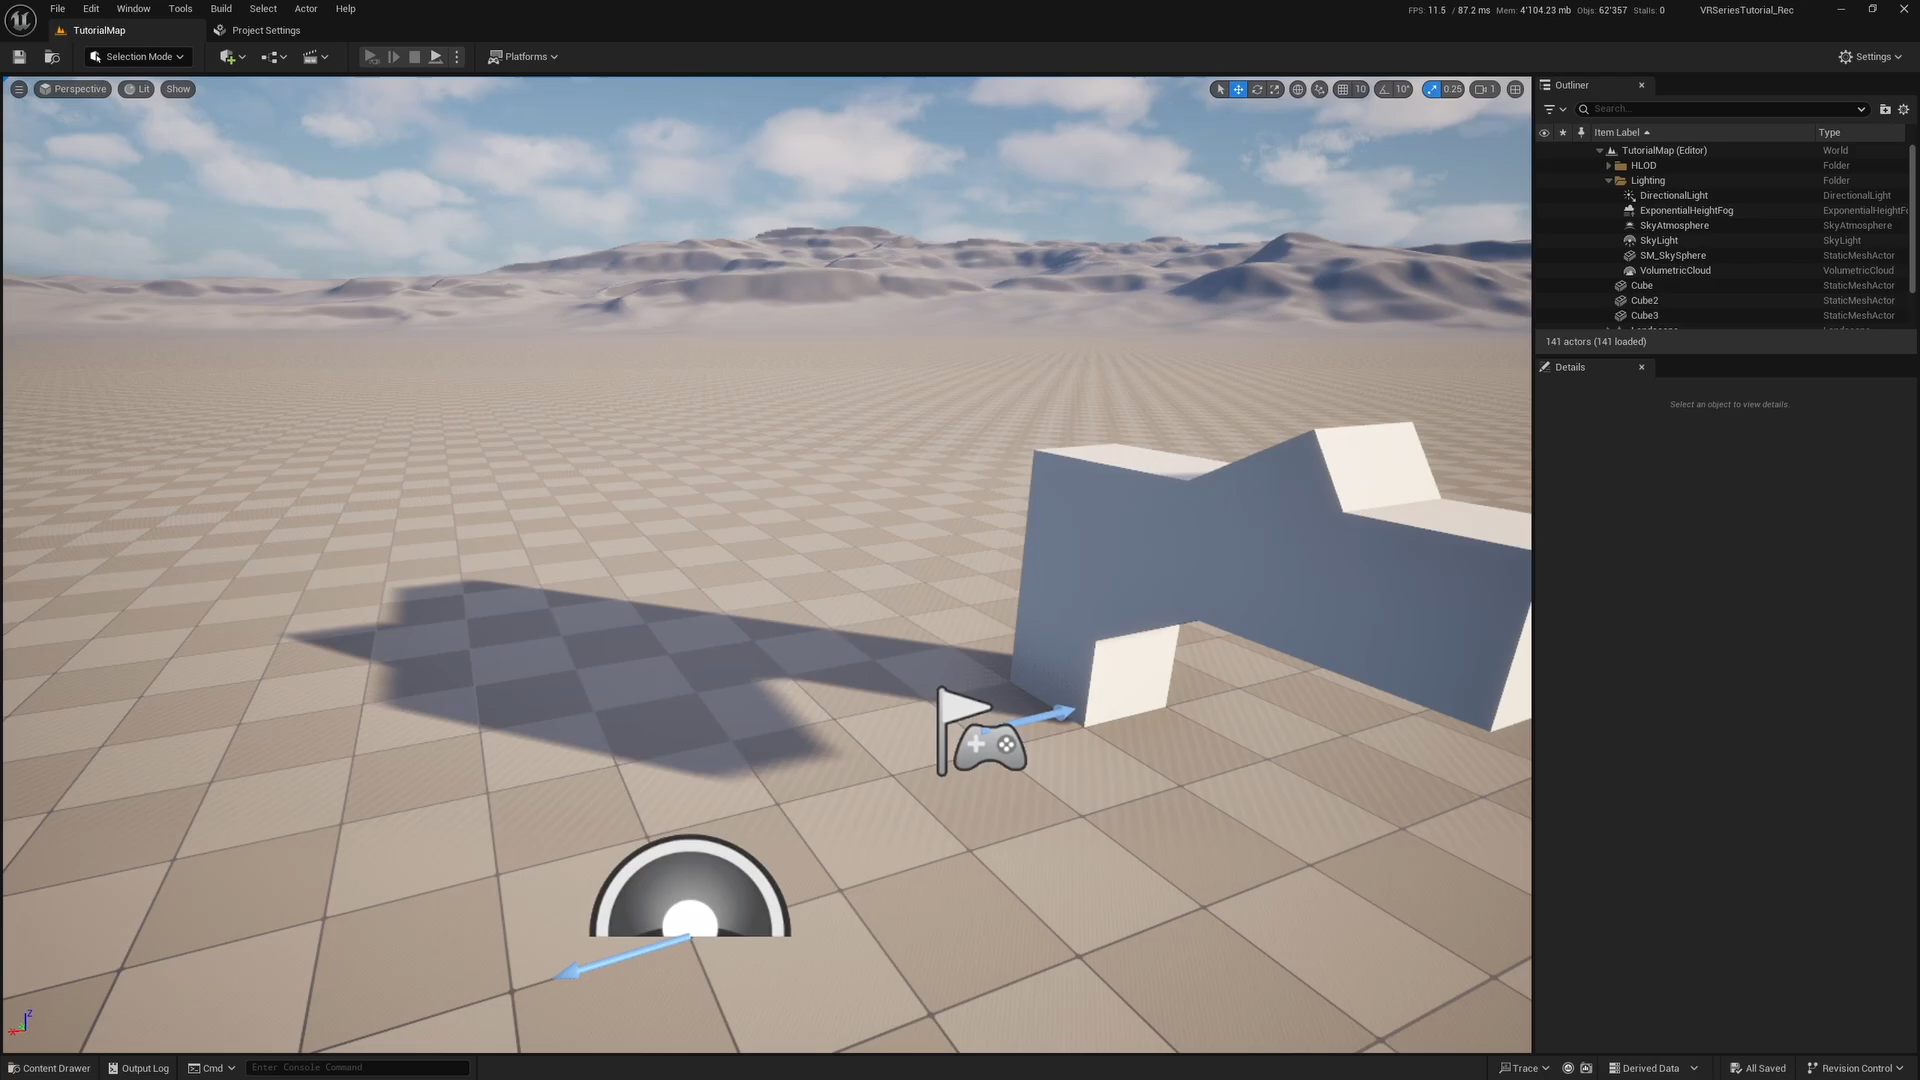 File Edit Window Tools Build Select Actor Help
FPS: 11.5 / 87.2 ms Mem: 4'104.23 mb Objs: 62'357 Stalls: 0
VRSeriesTutorial_Rec
TutorialMap
Project Settings
Selection Mode
Platforms
Settings
Perspective
Lit
Show
10
10°
0.25
1
Outliner
Search...
Item Label
Type
TutorialMap (Editor) World
HLOD Folder
Lighting Folder
DirectionalLight DirectionalLight
ExponentialHeightFog ExponentialHeightFo
SkyAtmosphere SkyAtmosphere
SkyLight SkyLight
SM_SkySphere StaticMeshActor
VolumetricCloud VolumetricCloud
Cube StaticMeshActor
Cube2 StaticMeshActor
Cube3 StaticMeshActor
141 actors (141 loaded)
Details
Select an object to view details.
Z
Content Drawer
Output Log
Cmd
Enter Console Command
Trace
Derived Data
All Saved
Revision Control